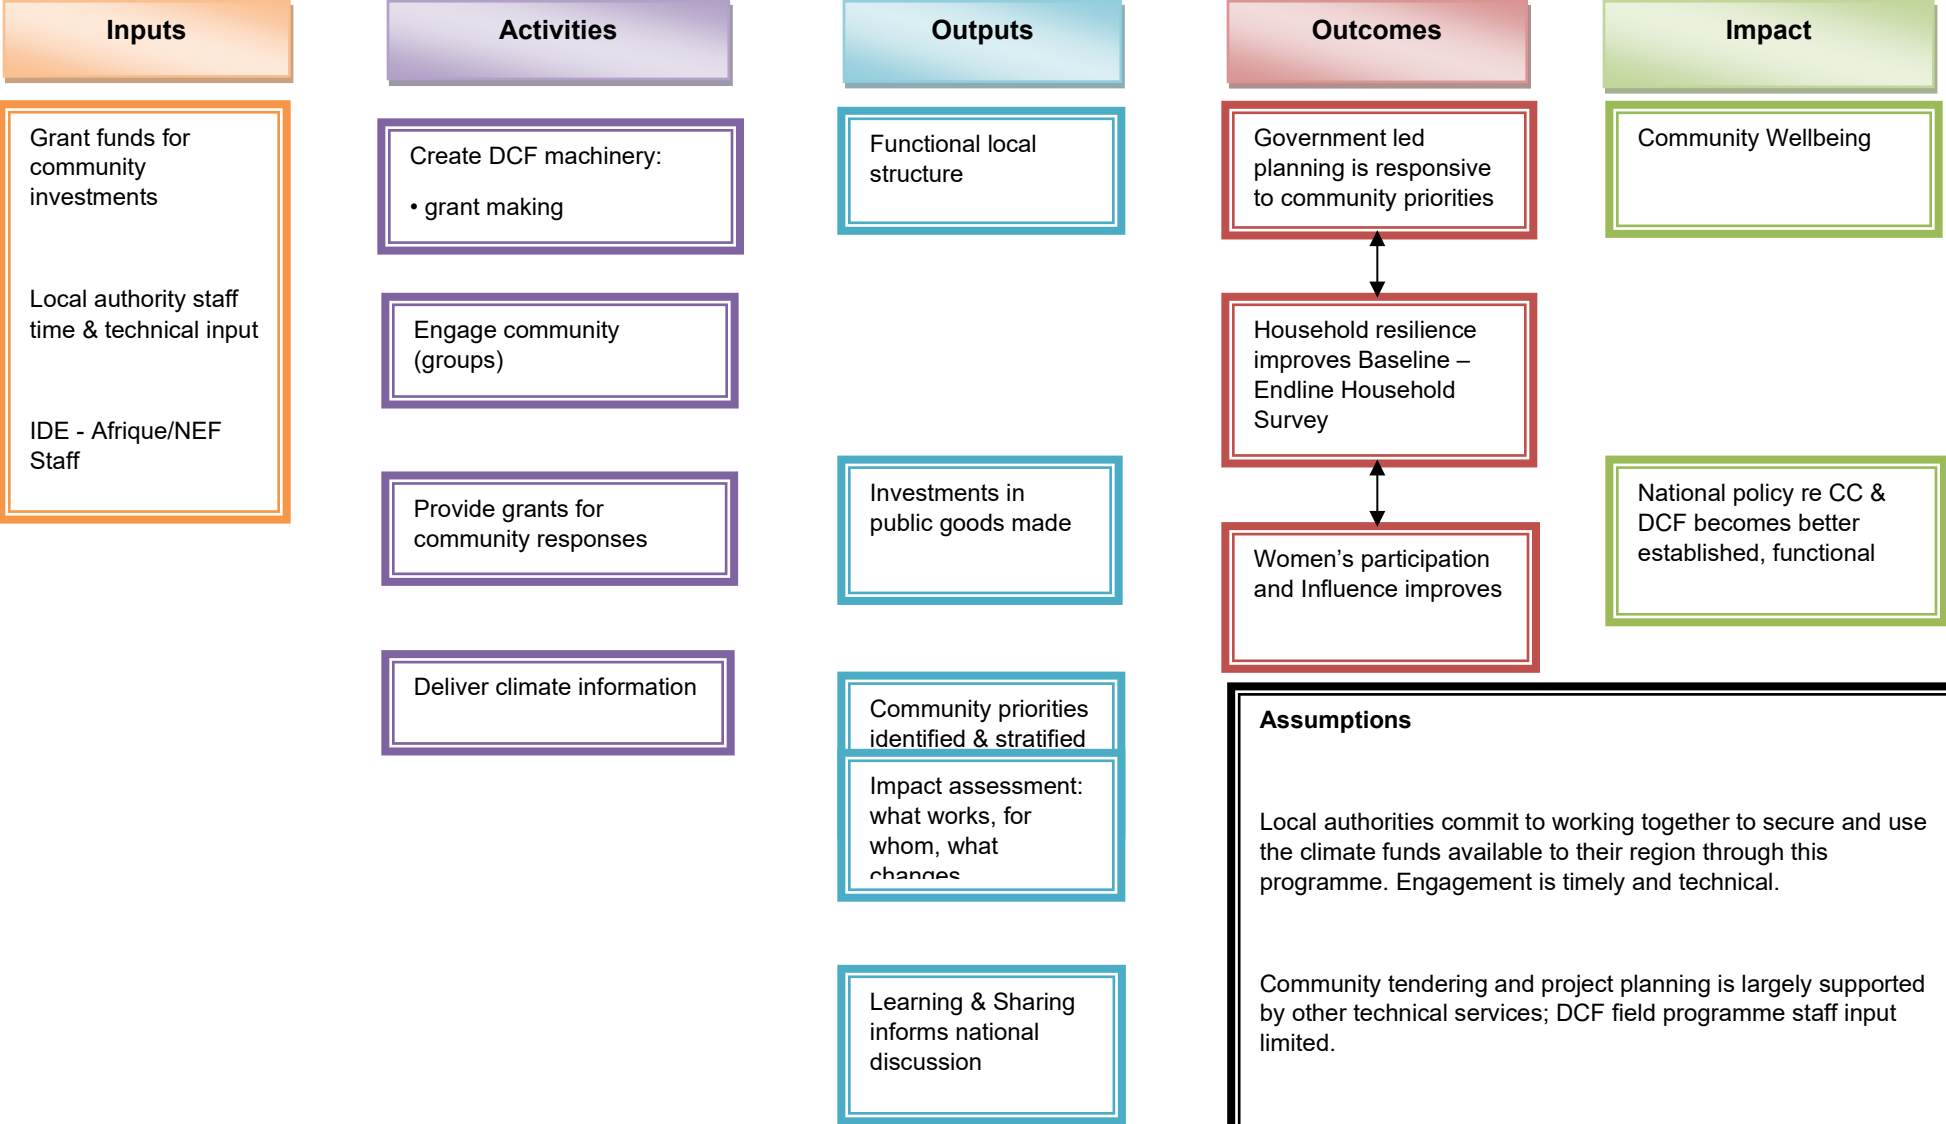 Inputs
Activities
Outputs
Outcomes
Impact
Grant funds for
community
investments
Local authority staff
time & technical input
IDE - Afrique/NEF
Staff
Create DCF machinery:
• grant making
Engage community
(groups)
Provide grants for
community responses
Deliver climate information
Functional local
structure
Investments in
public goods made
Community priorities
identified & stratified
Impact assessment:
what works, for
whom, what
changes
Learning & Sharing
informs national
discussion
Government led
planning is responsive
to community priorities
Household resilience
improves Baseline –
Endline Household
Survey
Women’s participation
and Influence improves
Community Wellbeing
National policy re CC &
DCF becomes better
established, functional
Assumptions
Local authorities commit to working together to secure and use
the climate funds available to their region through this
programme. Engagement is timely and technical.
Community tendering and project planning is largely supported
by other technical services; DCF field programme staff input
limited.